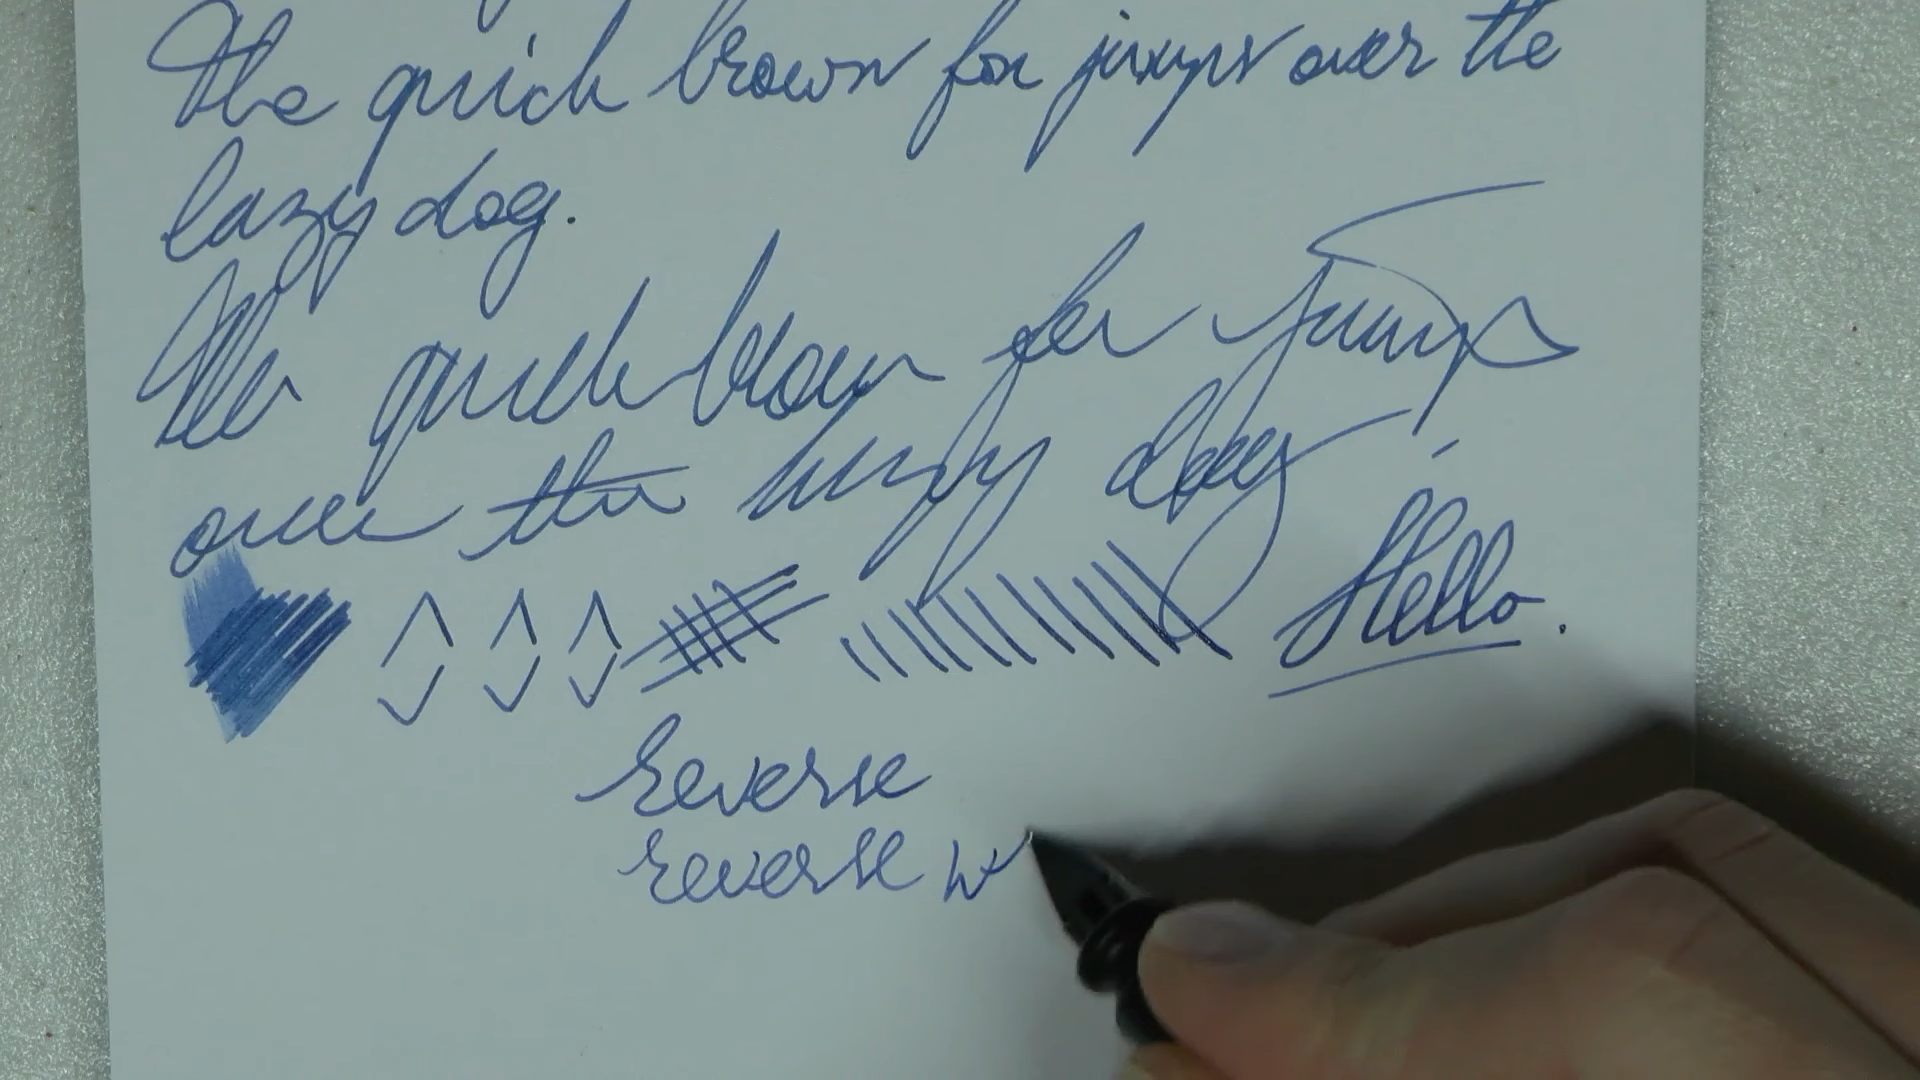 The quick brown fox jumps over the
lazy dog.
The quick brown fox jumps
over the lazy dog
Hello.
reverse
reverse w